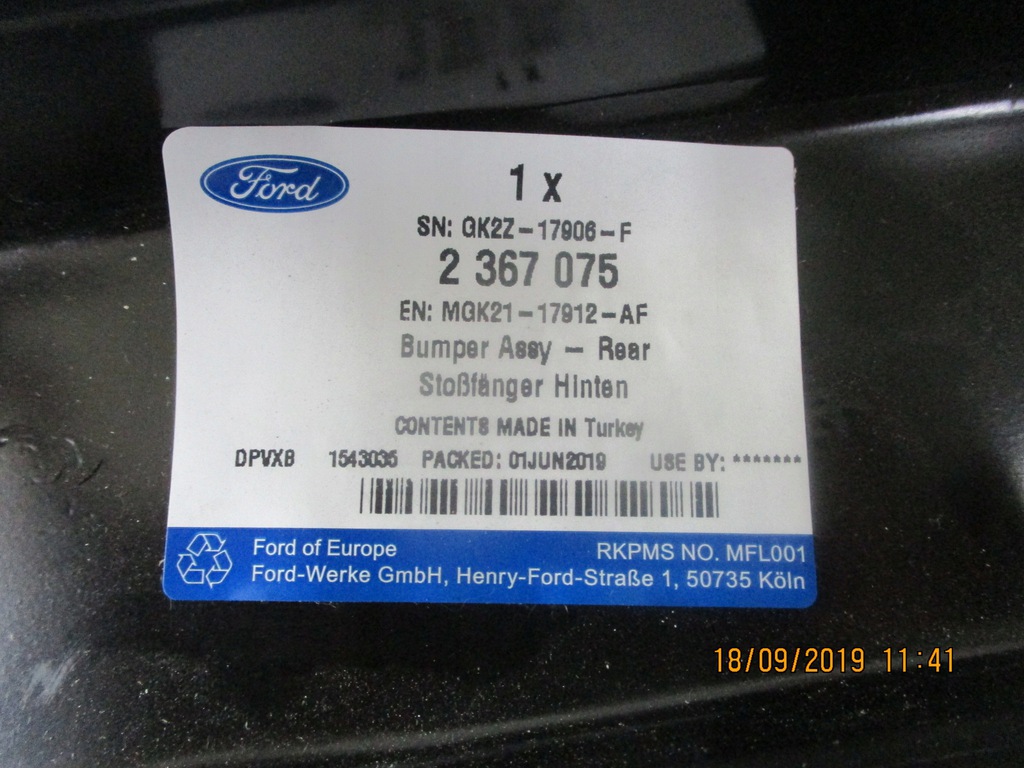 Ford
1 x
SN: GK2Z-17906-F
2 367 075
EN: MGK21-17912-AF
Bumper Assy - Rear
Stoßfänger Hinten
CONTENTS MADE IN Turkey
DPVXB 1543035 PACKED: 01JUN2019 USE BY: *******
Ford of Europe RKPMS NO. MFL001
Ford-Werke GmbH, Henry-Ford-Straße 1, 50735 Köln
18/09/2019 11:41